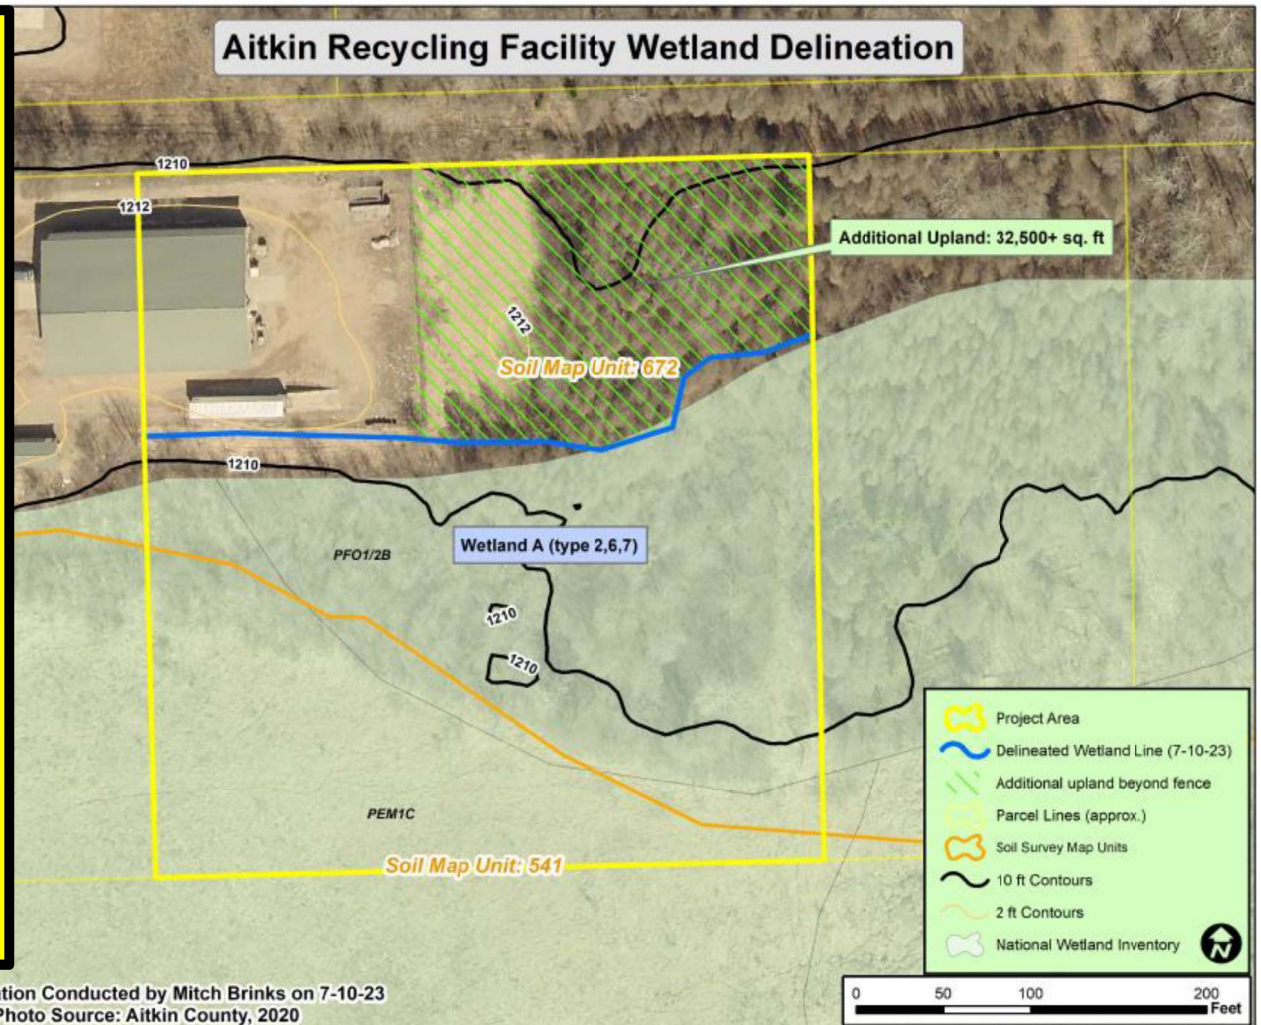 Aitkin Recycling Facility Wetland Delineation
1210
1212
Additional Upland: 32,500+ sq. ft
1212
Soil Map Unit: 672
1210
Wetland A (type 2,6,7)
PFO1/2B
1210
1210
Project Area
Delineated Wetland Line (7-10-23)
Additional upland beyond fence
Parcel Lines (approx.)
Soil Survey Map Units
10 ft Contours
2 ft Contours
National Wetland Inventory
N
PEM1C
Soil Map Unit: 541
tion Conducted by Mitch Brinks on 7-10-23
Photo Source: Aitkin County, 2020
0 50 100 200
Feet